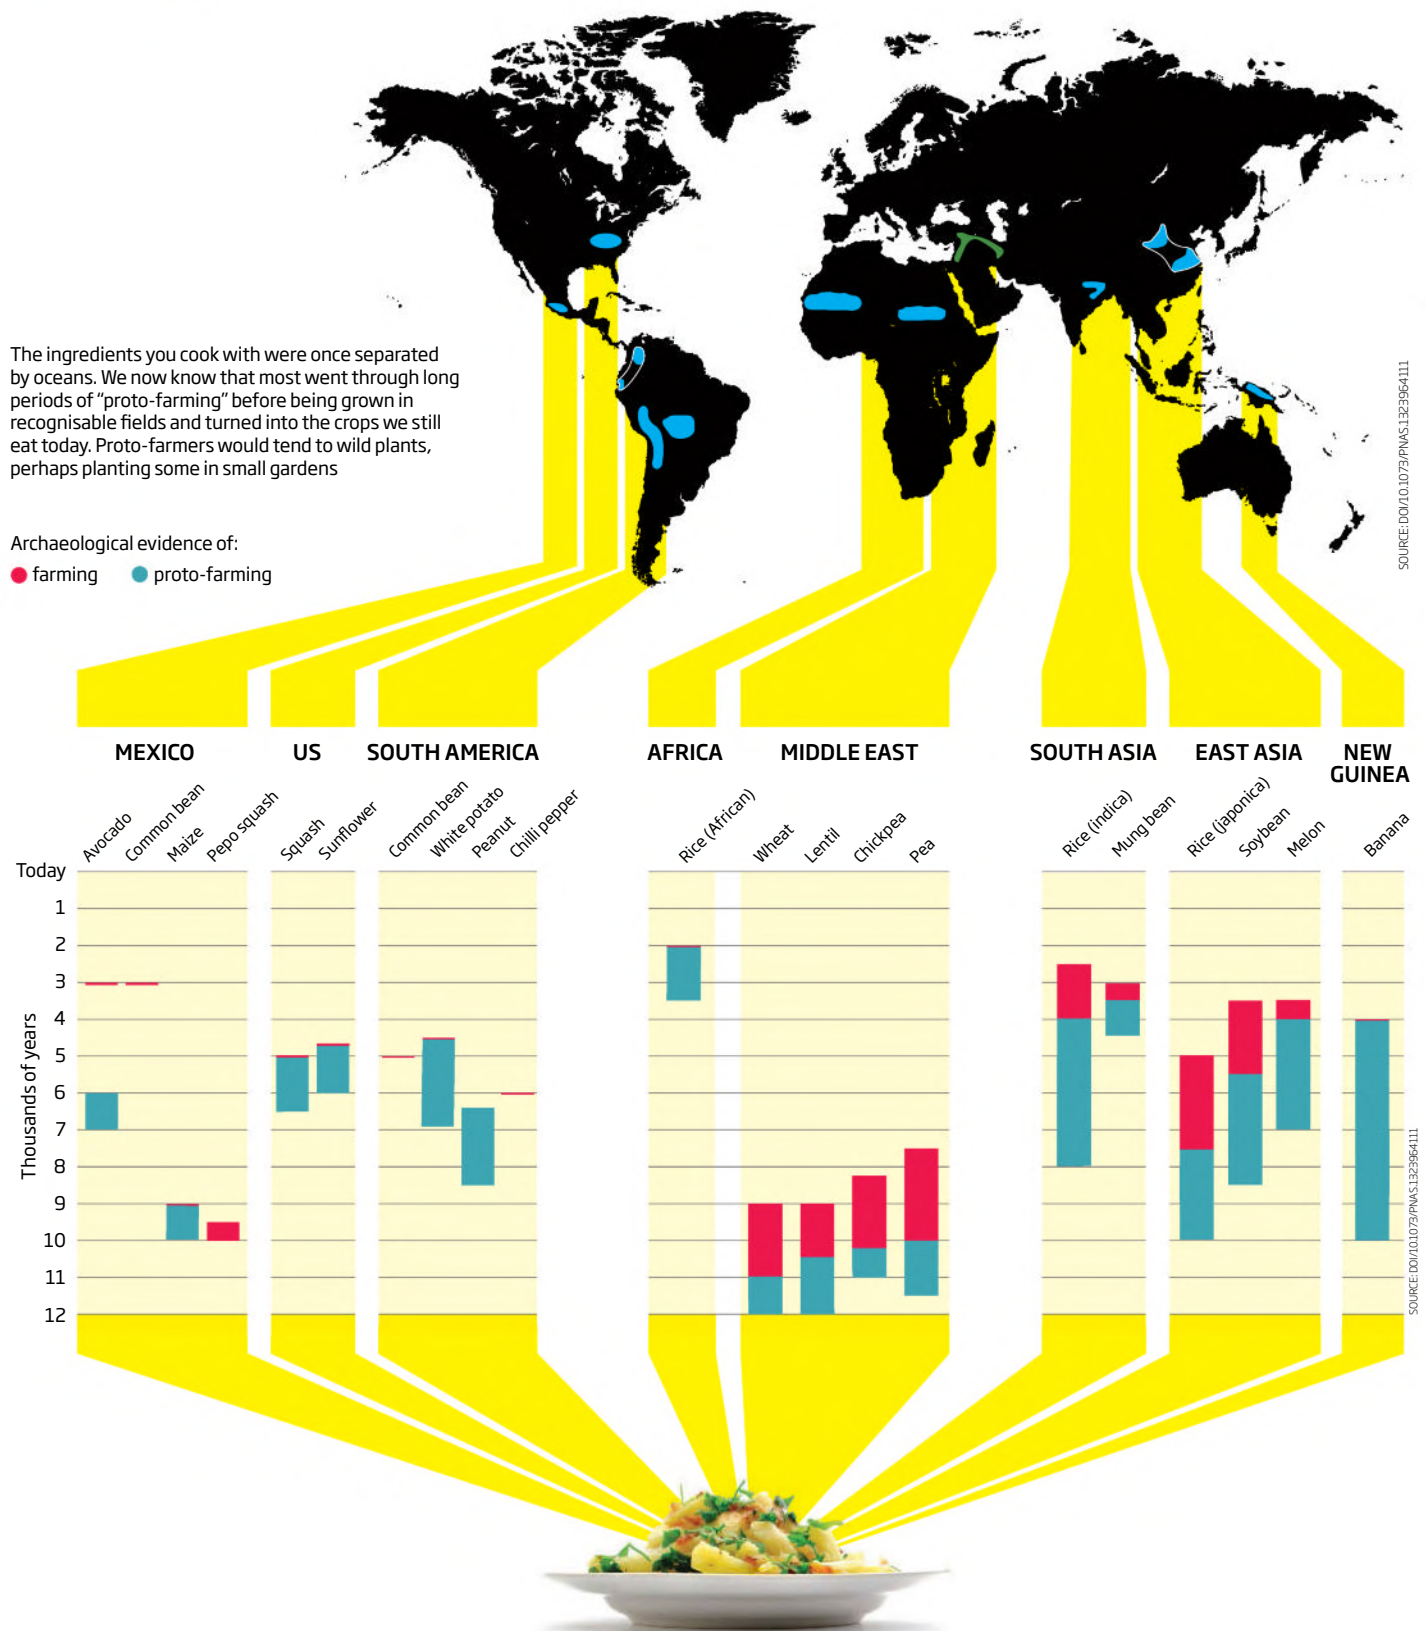 The ingredients you cook with were once separated
by oceans. We now know that most went through long
periods of “proto-farming” before being grown in
recognisable fields and turned into the crops we still
eat today. Proto-farmers would tend to wild plants,
perhaps planting some in small gardens
Archaeological evidence of:
farming
proto-farming
SOURCE: DOI/10.1073/PNAS.1323964111
MEXICO
US
SOUTH AMERICA
AFRICA
MIDDLE EAST
SOUTH ASIA
EAST ASIA
NEW
GUINEA
Avocado
Common bean
Maize
Pepo squash
Squash
Sunflower
Common bean
White potato
Peanut
Chilli pepper
Rice (African)
Wheat
Lentil
Chickpea
Pea
Rice (indica)
Mung bean
Rice (japonica)
Soybean
Melon
Banana
Thousands of years
Today
1
2
3
4
5
6
7
8
9
10
11
12
SOURCE: DOI/10.1073/PNAS.1323964111